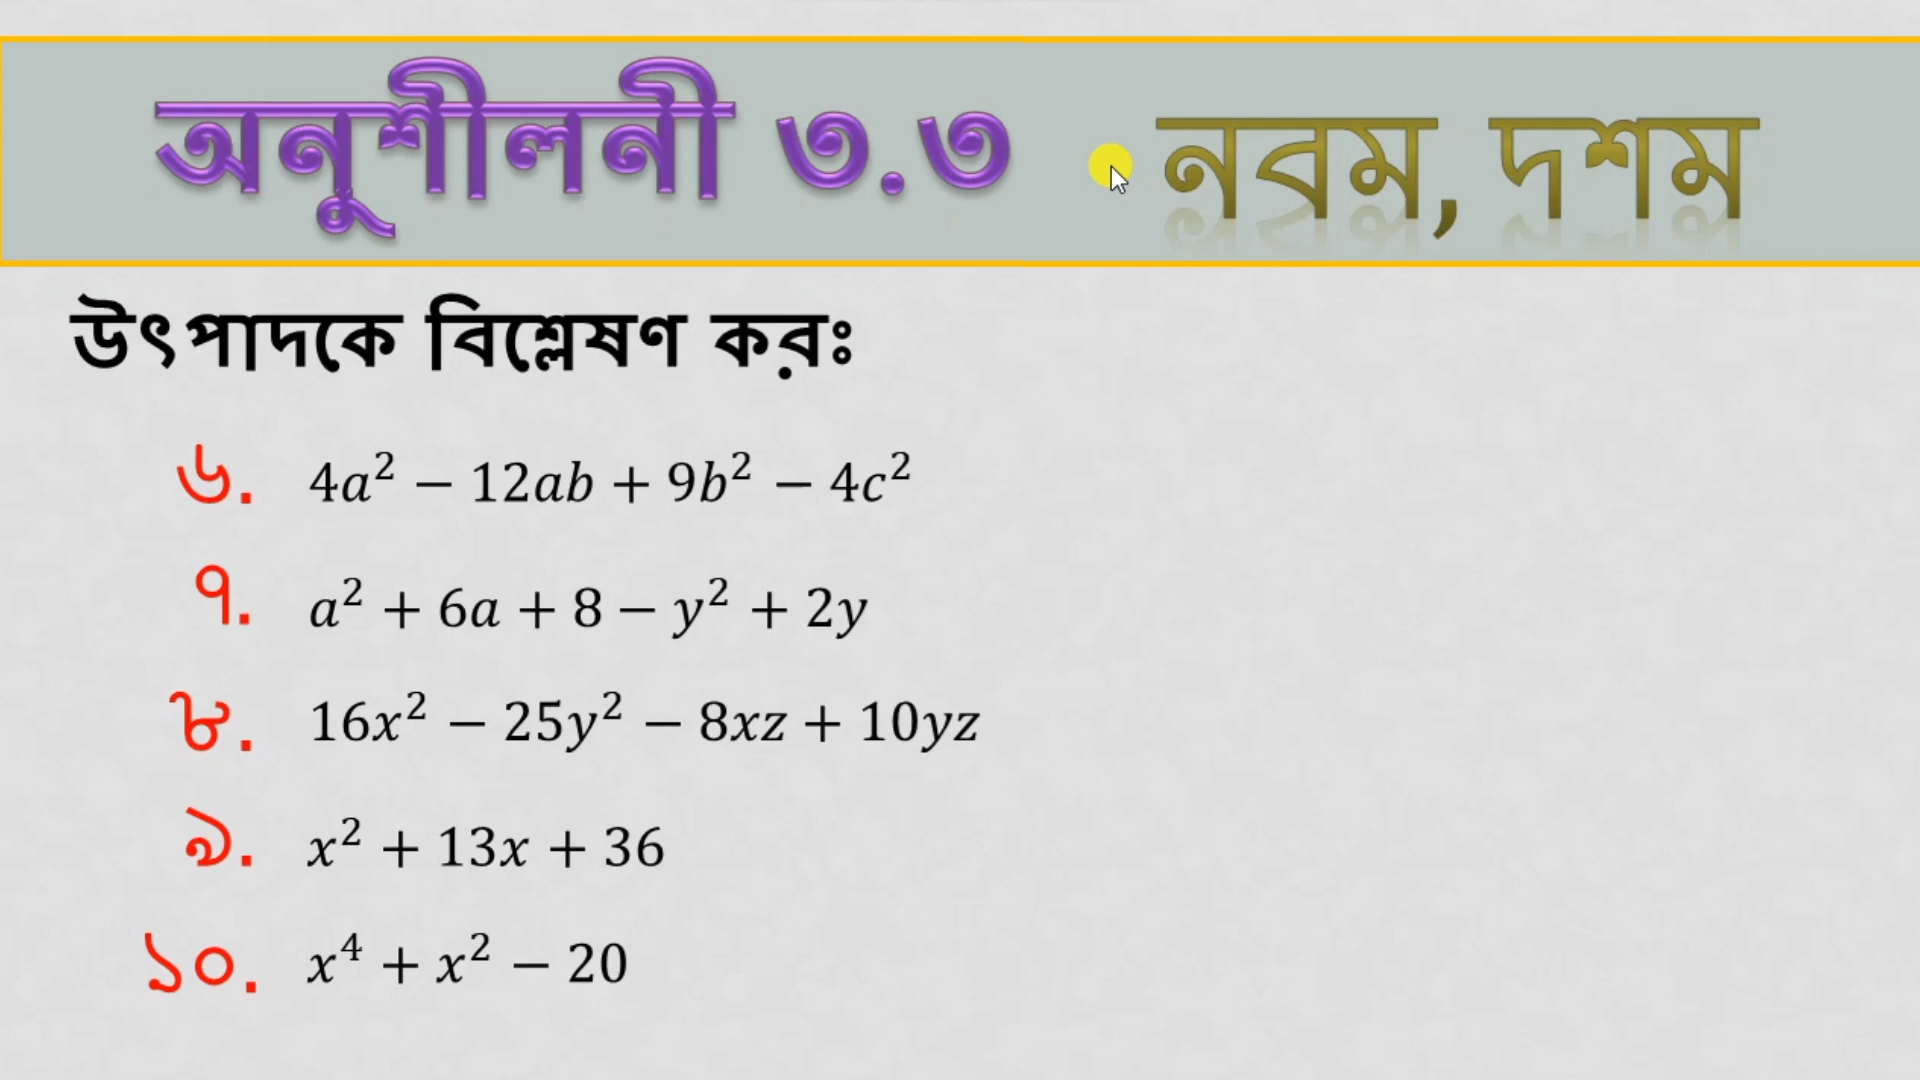 অনুশীলনী ৩.৩ নবম, দশম
উৎপাদকে বিশ্লেষণ করঃ
৬. 4a² − 12ab + 9b² − 4c²
৭. a² + 6a + 8 − y² + 2y
৮. 16x² − 25y² − 8xz + 10yz
৯. x² + 13x + 36
১০. x⁴ + x² − 20